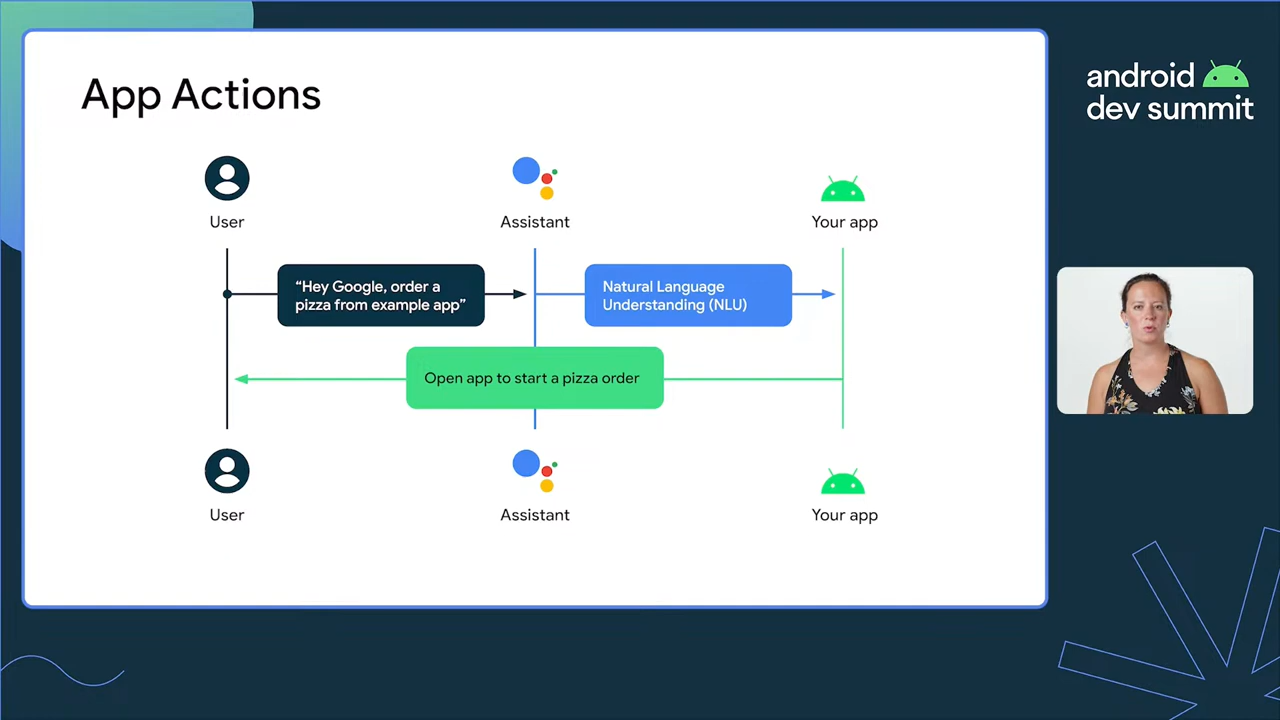 App Actions
User
Assistant
Your app
“Hey Google, order a
pizza from example app”
Natural Language
Understanding (NLU)
Open app to start a pizza order
User
Assistant
Your app
android
dev summit